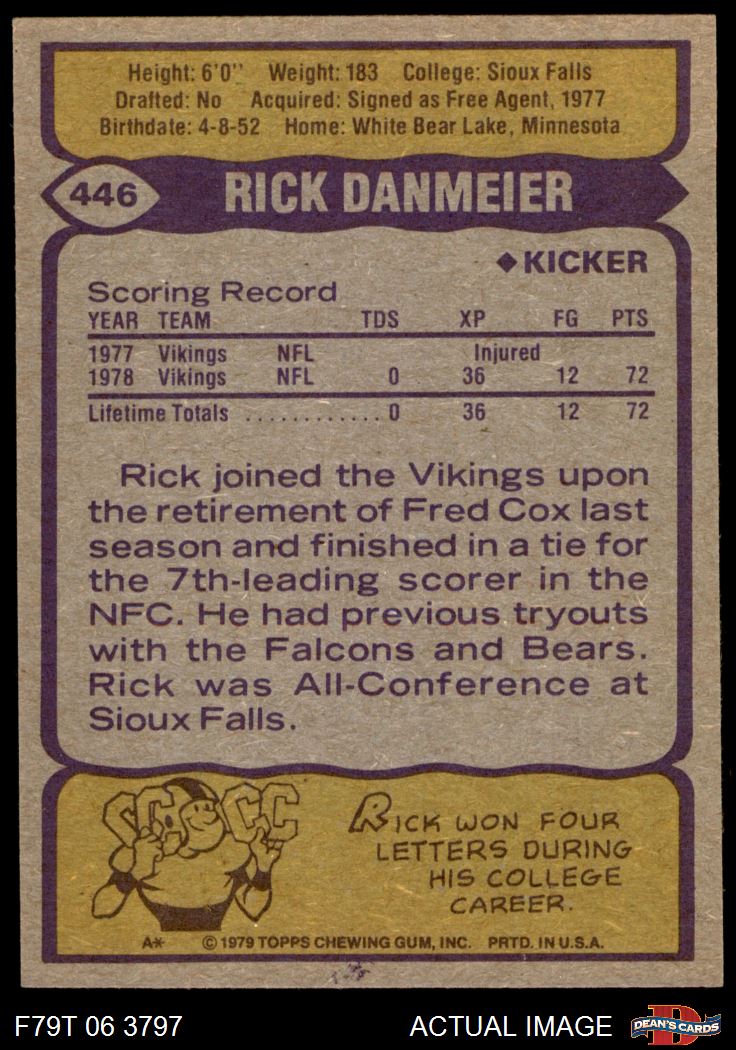 Height: 6'0" Weight: 183 College: Sioux Falls
Drafted: No Acquired: Signed as Free Agent, 1977
Birthdate: 4-8-52 Home: White Bear Lake, Minnesota
446 RICK DANMEIER
◆ KICKER
Scoring Record
YEAR TEAM TDS XP FG PTS
1977 Vikings NFL Injured
1978 Vikings NFL 0 36 12 72
Lifetime Totals ............ 0 36 12 72
Rick joined the Vikings upon
the retirement of Fred Cox last
season and finished in a tie for
the 7th-leading scorer in the
NFC. He had previous tryouts
with the Falcons and Bears.
Rick was All-Conference at
Sioux Falls.
CC CC
RICK WON FOUR
LETTERS DURING
HIS COLLEGE
CAREER.
A* © 1979 TOPPS CHEWING GUM, INC. PRTD. IN U.S.A.
F79T 06 3797 ACTUAL IMAGE D DEAN'S CARDS